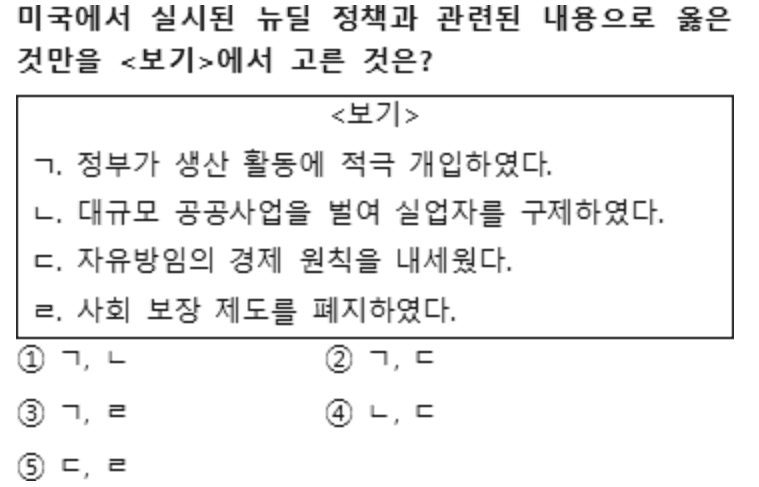 미국에서 실시된 뉴딜 정책과 관련된 내용으로 옳은
것만을 <보기>에서 고른 것은?
<보기>
ㄱ. 정부가 생산 활동에 적극 개입하였다.
ㄴ. 대규모 공공사업을 벌여 실업자를 구제하였다.
ㄷ. 자유방임의 경제 원칙을 내세웠다.
ㄹ. 사회 보장 제도를 폐지하였다.
① ㄱ, ㄴ ② ㄱ, ㄷ
③ ㄱ, ㄹ ④ ㄴ, ㄷ
⑤ ㄷ, ㄹ